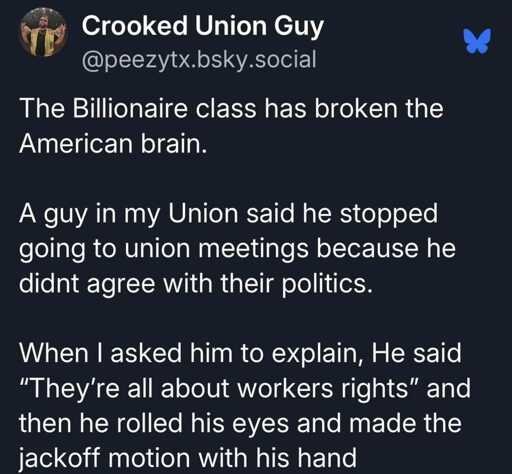 Crooked Union Guy
@peezytx.bsky.social
The Billionaire class has broken the
American brain.
A guy in my Union said he stopped
going to union meetings because he
didnt agree with their politics.
When I asked him to explain, He said
“They’re all about workers rights” and
then he rolled his eyes and made the
jackoff motion with his hand